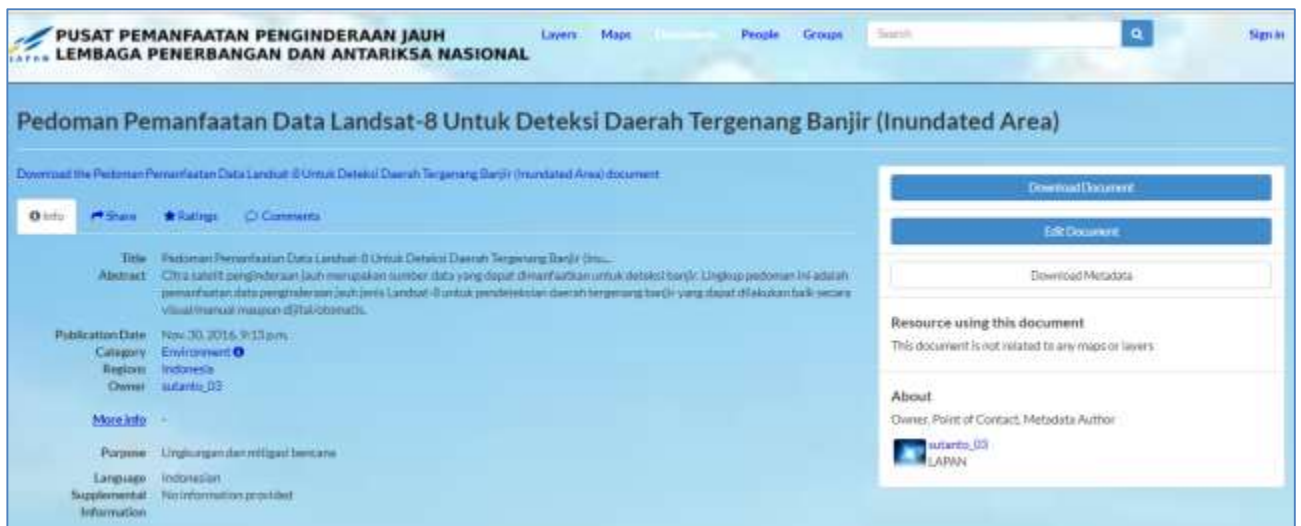 PUSAT PEMANFAATAN PENGINDERAAN JAUH
LEMBAGA PENERBANGAN DAN ANTARIKSA NASIONAL
LAPAN
Layers Maps Documents People Groups Search Sign in
Pedoman Pemanfaatan Data Landsat-8 Untuk Deteksi Daerah Tergenang Banjir (Inundated Area)
Download the Pedoman Pemanfaatan Data Landsat-8 Untuk Deteksi Daerah Tergenang Banjir (Inundated Area) document
Info Share Ratings Comments
Title Pedoman Pemanfaatan Data Landsat-8 Untuk Deteksi Daerah Tergenang Banjir (Inu...
Abstract Citra satelit penginderaan jauh merupakan sumber data yang dapat dimanfaatkan untuk deteksi banjir. Lingkup pedoman ini adalah
pemanfaatan data penginderaan jauh jenis Landsat-8 untuk pendeteksian daerah tergenang banjir yang dapat dilakukan baik secara
visual/manual maupun dijital/otomatis.
Publication Date Nov. 30, 2016, 9:13 p.m.
Category Environment
Regions Indonesia
Owner sutanto_03
More info -
Purpose Lingkungan dan mitigasi bencana
Language Indonesian
Supplemental Information No information provided
Download Document
Edit Document
Download Metadata
Resource using this document
This document is not related to any maps or layers
About
Owner, Point of Contact, Metadata Author
sutanto_03
LAPAN